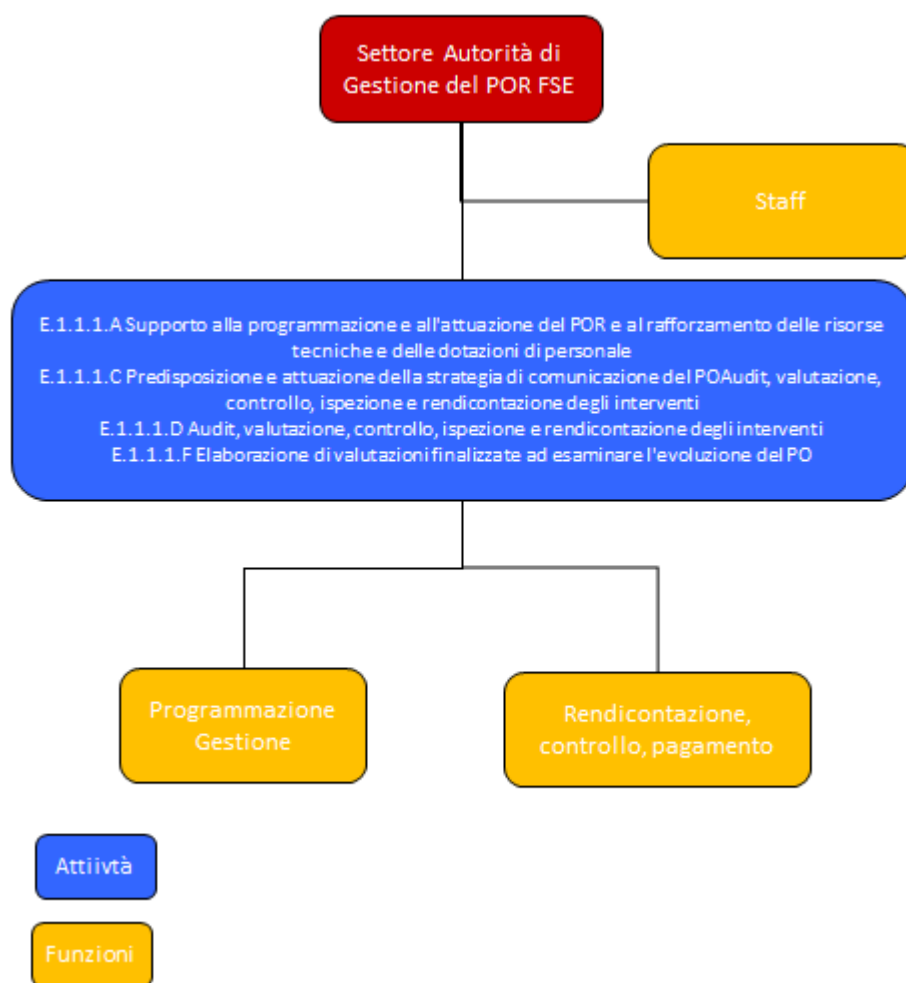 Settore Autorità di
Gestione del POR FSE
Staff
E.1.1.1.A Supporto alla programmazione e all'attuazione del POR e al rafforzamento delle risorse
tecniche e delle dotazioni di personale
E.1.1.1.C Predisposizione e attuazione della strategia di comunicazione del POAudit, valutazione,
controllo, ispezione e rendicontazione degli interventi
E.1.1.1.D Audit, valutazione, controllo, ispezione e rendicontazione degli interventi
E.1.1.1.F Elaborazione di valutazioni finalizzate ad esaminare l'evoluzione del PO
Programmazione
Gestione
Rendicontazione,
controllo, pagamento
Attiivtà
Funzioni